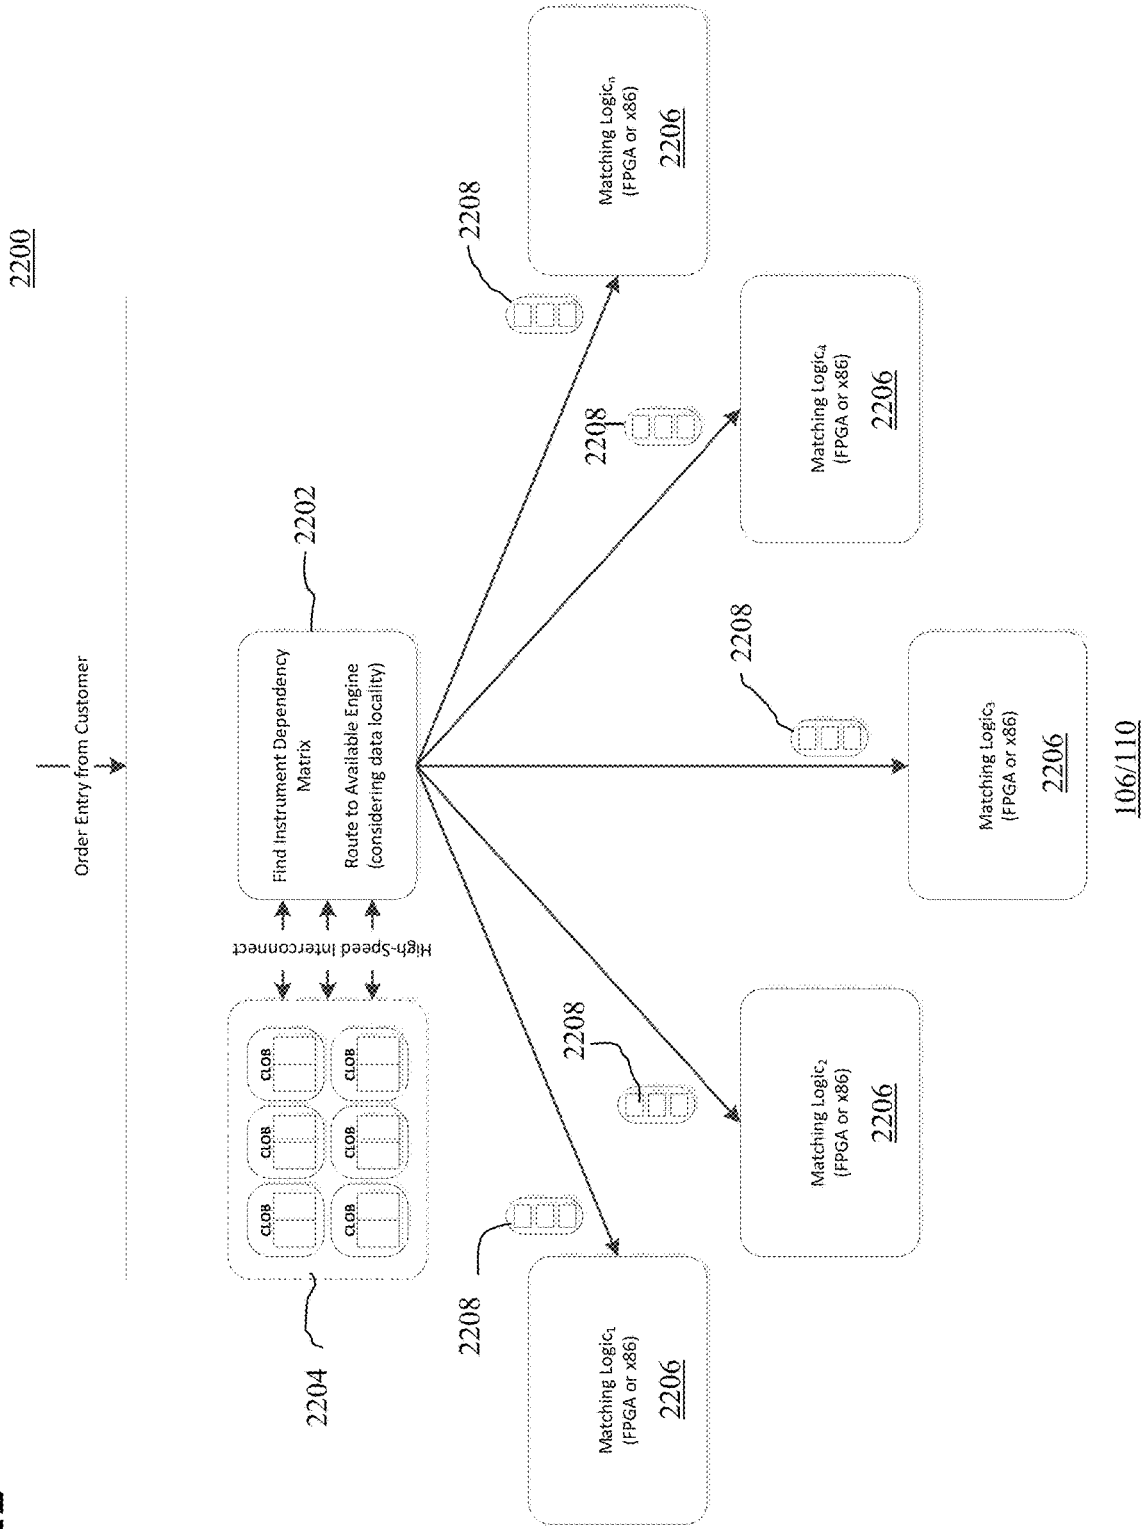 2200
Order Entry from Customer
2204
CLOB
CLOB
CLOB
CLOB
CLOB
CLOB
High-Speed Interconnect
Find Instrument Dependency
Matrix
Route to Available Engine
(considering data locality)
2202
2208
2208
2208
2208
2208
Matching Logic₁
(FPGA or x86)
2206
Matching Logic₂
(FPGA or x86)
2206
Matching Logic₃
(FPGA or x86)
2206
Matching Logic₄
(FPGA or x86)
2206
Matching Logicₙ
(FPGA or x86)
2206
106/110